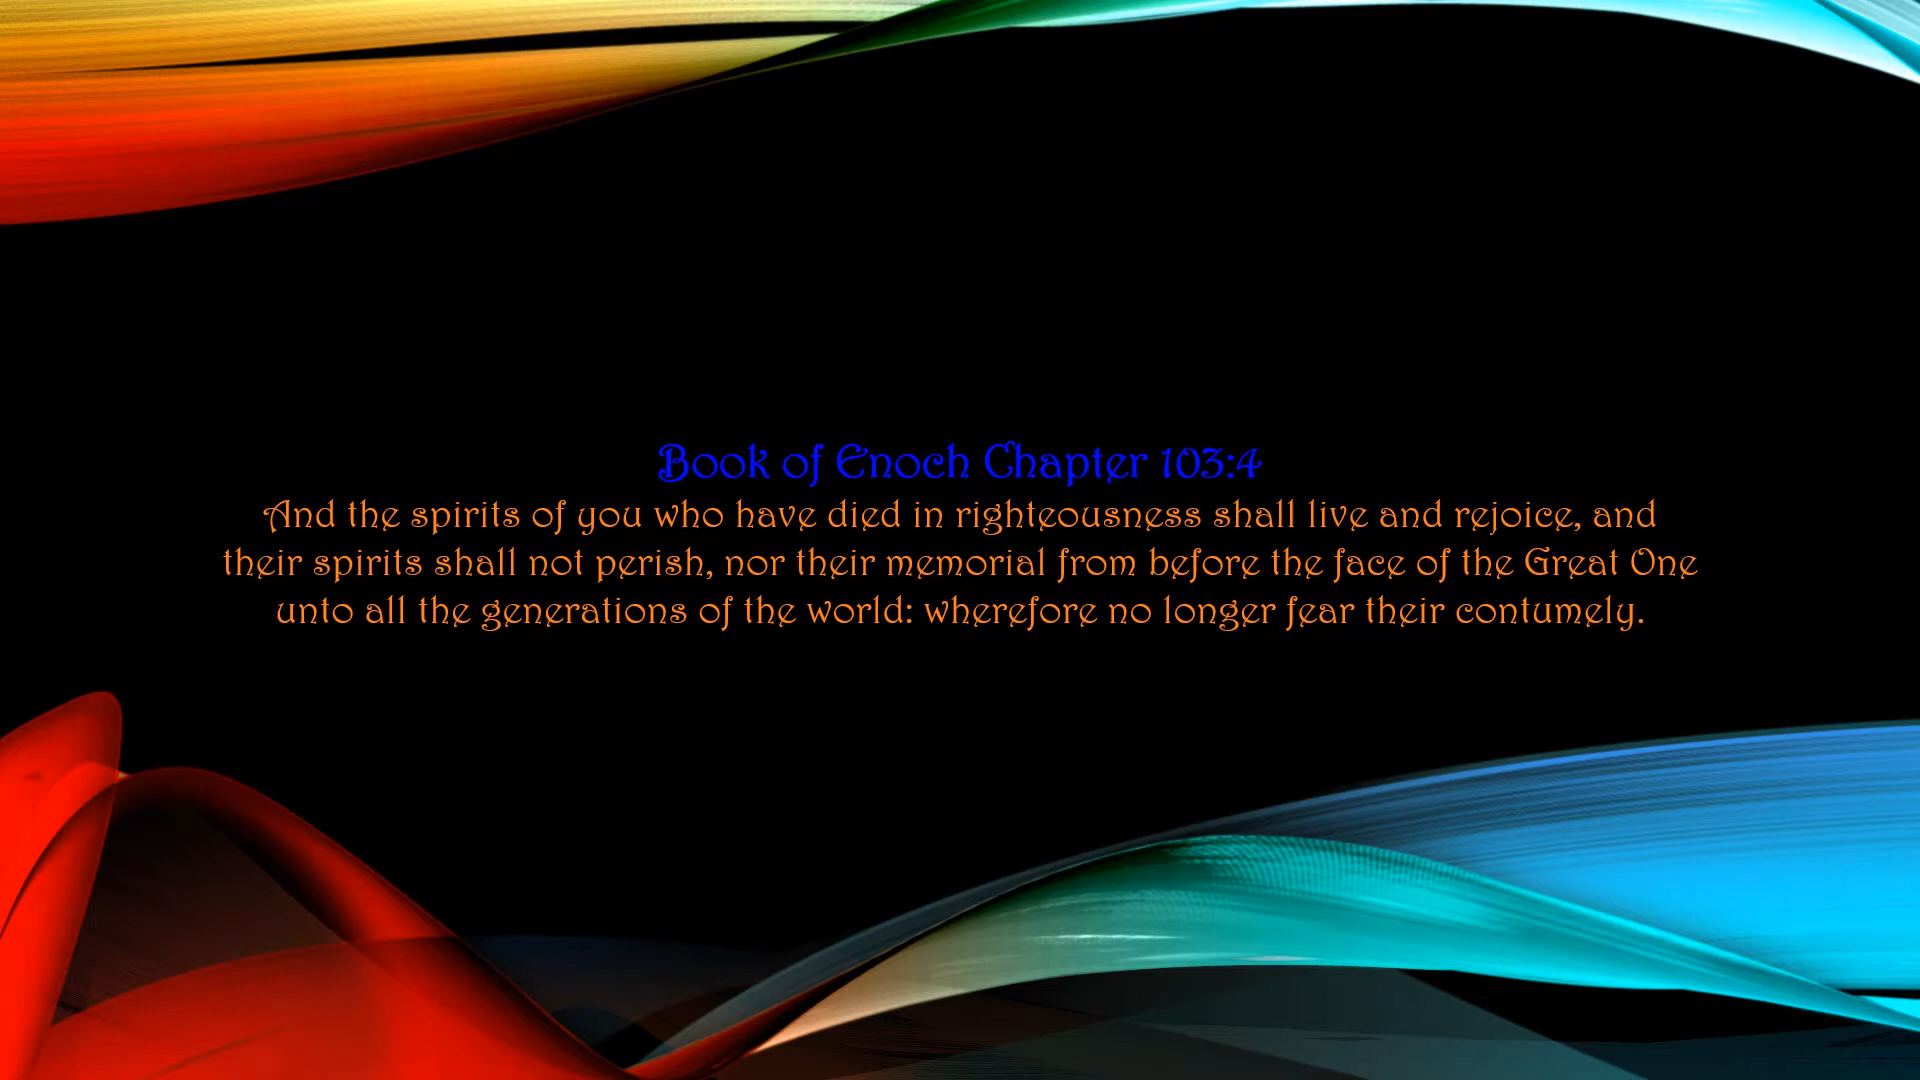 Book of Enoch Chapter 103:4
And the spirits of you who have died in righteousness shall live and rejoice, and
their spirits shall not perish, nor their memorial from before the face of the Great One
unto all the generations of the world: wherefore no longer fear their contumely.